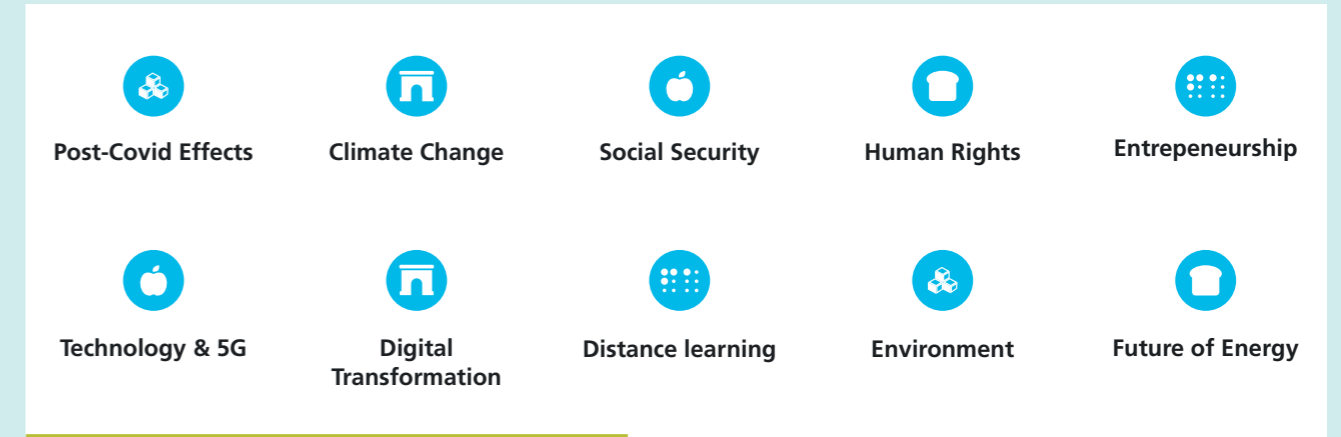 Post-Covid Effects
Climate Change
Social Security
Human Rights
Entrepeneurship
Technology & 5G
Digital
Transformation
Distance learning
Environment
Future of Energy